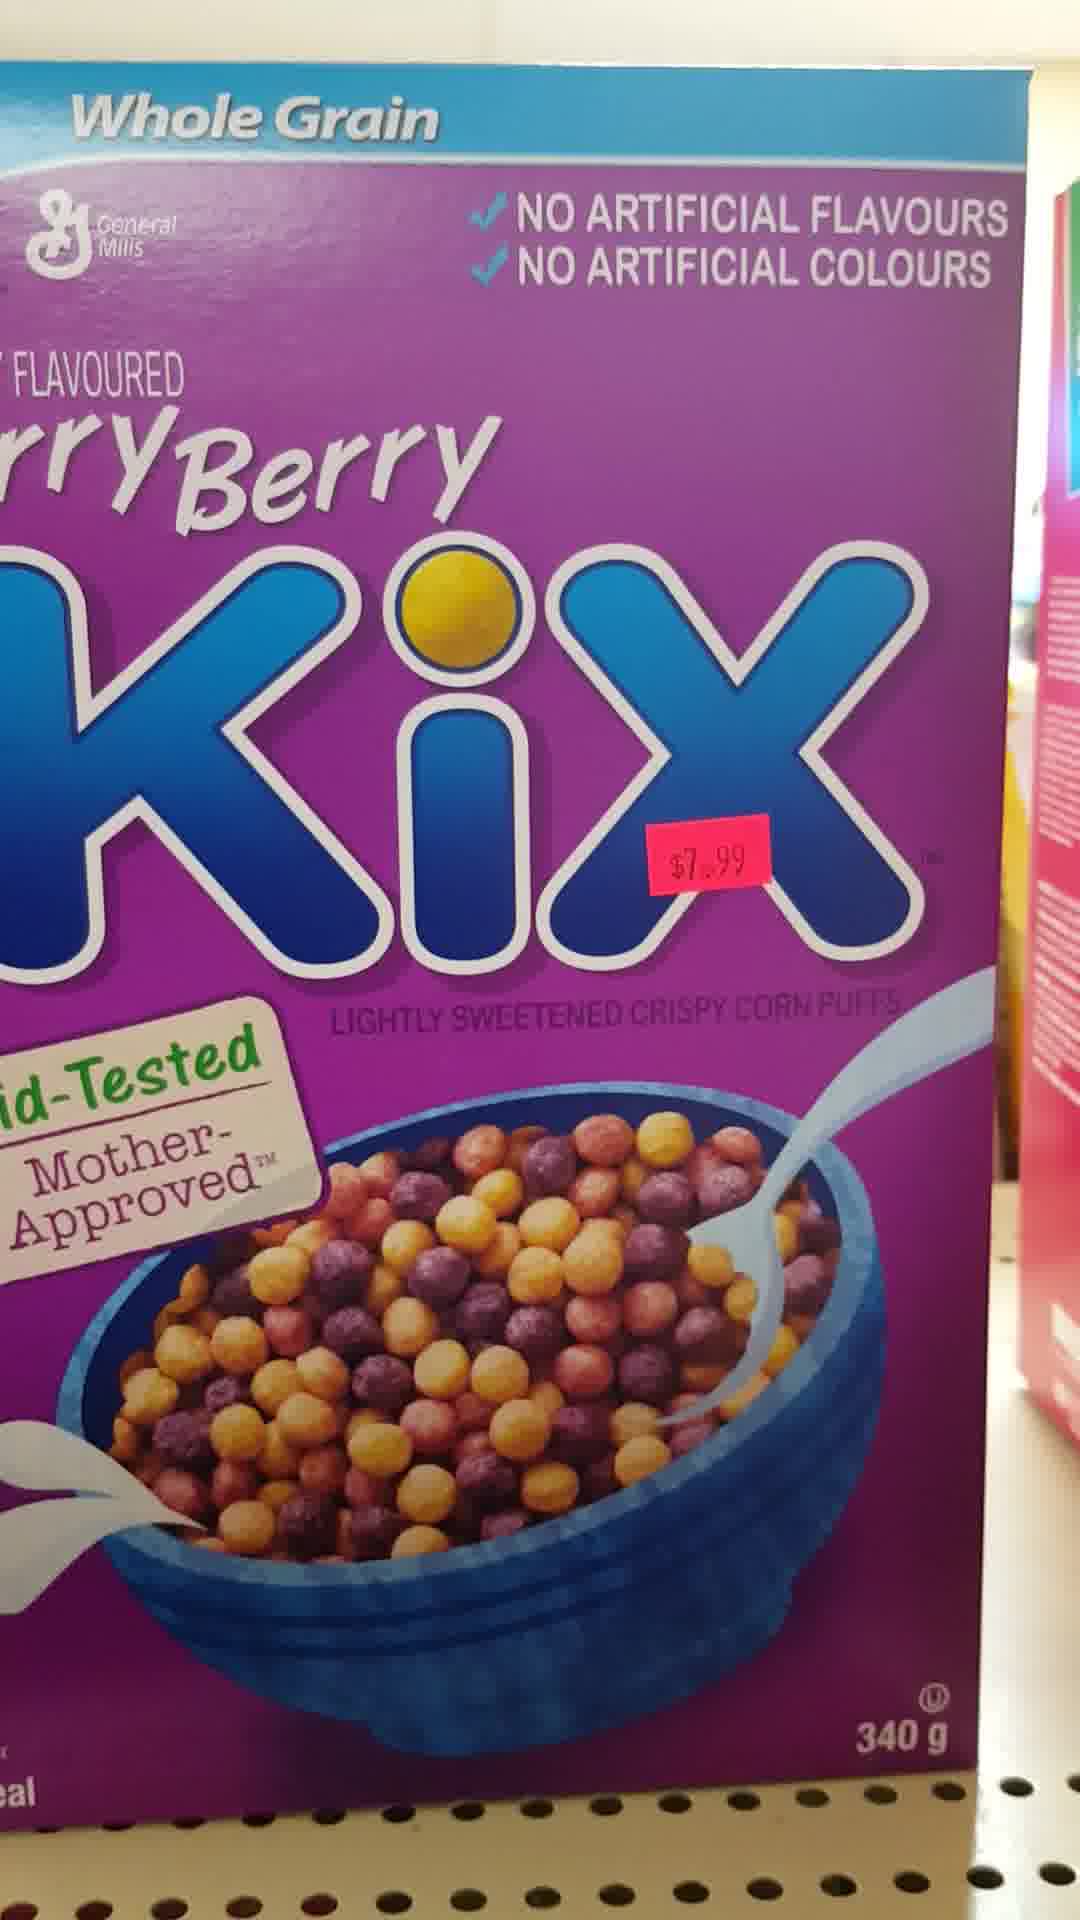 Whole Grain
General
Mills
NO ARTIFICIAL FLAVOURS
NO ARTIFICIAL COLOURS
FLAVOURED
rry Berry
Kix
$7.99
LIGHTLY SWEETENED CRISPY CORN PUFFS
id-Tested
Mother-
Approved™
U
340 g
eal